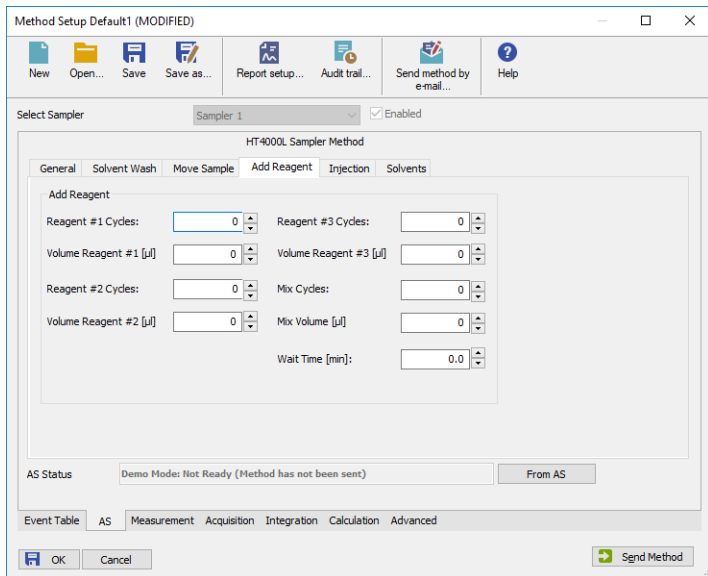 Method Setup Default1 (MODIFIED)
New Open... Save Save as... Report setup... Audit trail... Send method by e-mail... Help
Select Sampler Sampler 1 Enabled
HT4000L Sampler Method
General Solvent Wash Move Sample Add Reagent Injection Solvents
Add Reagent
Reagent #1 Cycles: 0 Reagent #3 Cycles: 0
Volume Reagent #1 [µl] 0 Volume Reagent #3 [µl] 0
Reagent #2 Cycles: 0 Mix Cycles: 0
Volume Reagent #2 [µl] 0 Mix Volume [µl] 0
Wait Time [min]: 0.0
AS Status Demo Mode: Not Ready (Method has not been sent) From AS
Event Table AS Measurement Acquisition Integration Calculation Advanced
OK Cancel Send Method